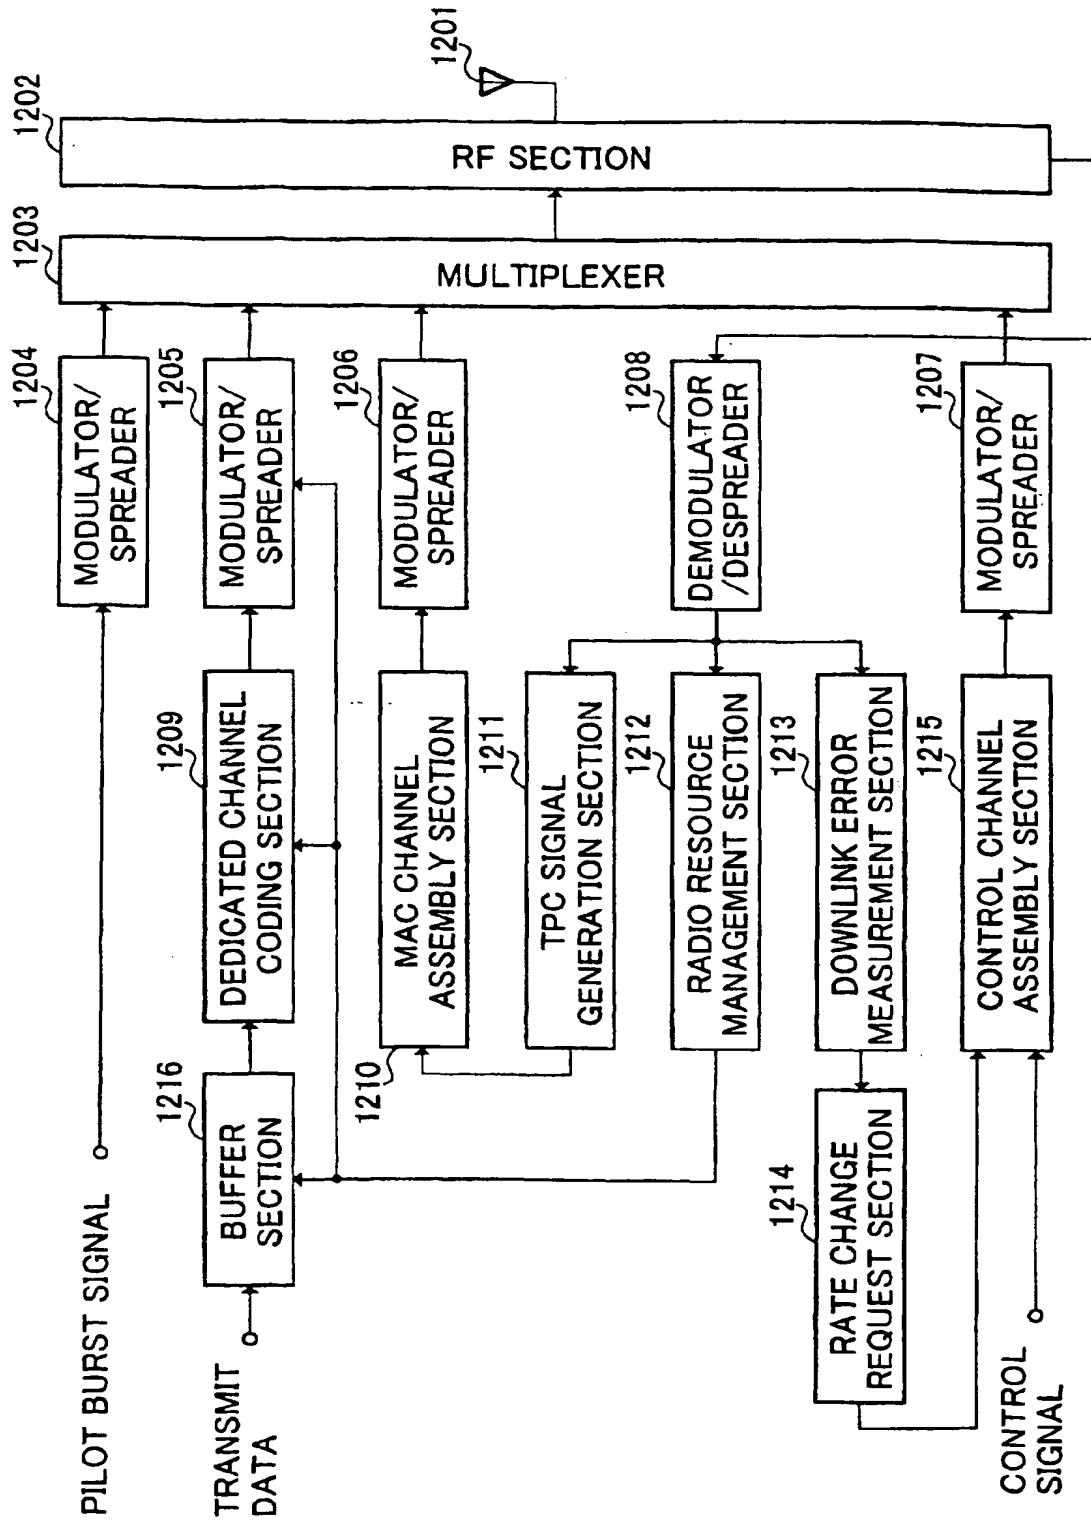 PILOT BURST SIGNAL
TRANSMIT
DATA
CONTROL
SIGNAL
1216
BUFFER
SECTION
1214
RATE CHANGE
REQUEST SECTION
1209
DEDICATED CHANNEL
CODING SECTION
1210
MAC CHANNEL
ASSEMBLY SECTION
1211
TPC SIGNAL
GENERATION SECTION
1212
RADIO RESOURCE
MANAGEMENT SECTION
1213
DOWNLINK ERROR
MEASUREMENT SECTION
1215
CONTROL CHANNEL
ASSEMBLY SECTION
1204
MODULATOR/
SPREADER
1205
MODULATOR/
SPREADER
1206
MODULATOR/
SPREADER
1208
DEMODULATOR
/DESPREADER
1207
MODULATOR/
SPREADER
1203
MULTIPLEXER
1202
RF SECTION
1201